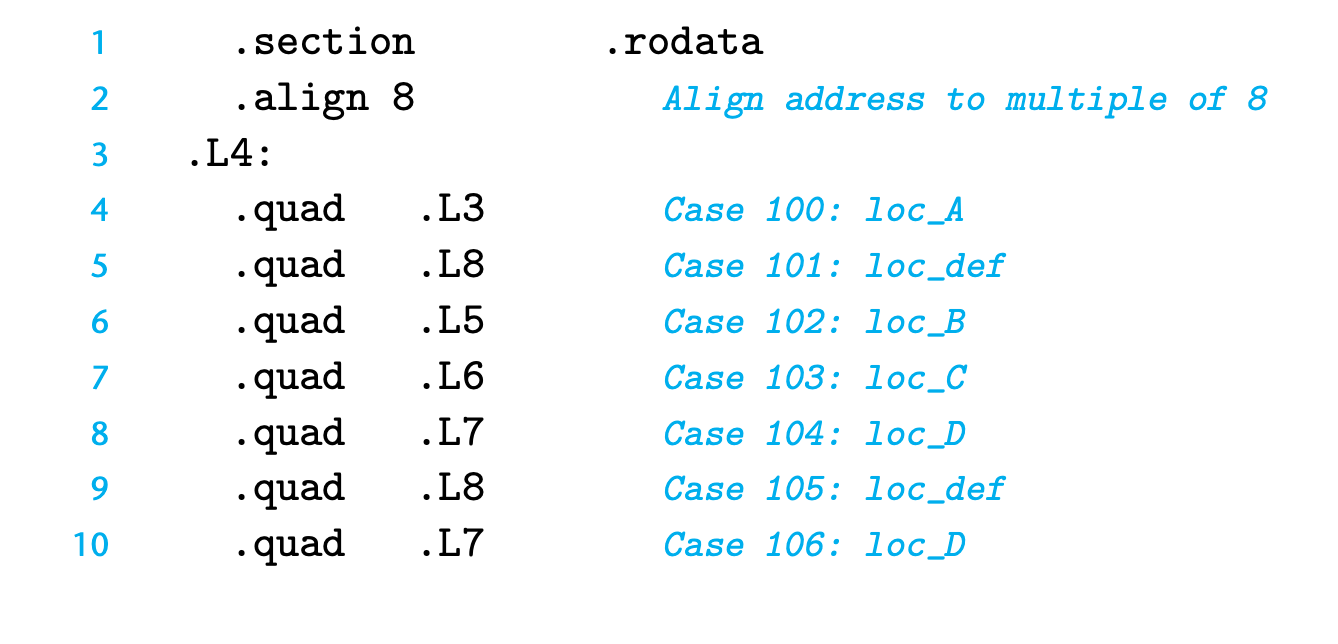 1 .section .rodata
2 .align 8 Align address to multiple of 8
3 .L4:
4 .quad .L3 Case 100: loc_A
5 .quad .L8 Case 101: loc_def
6 .quad .L5 Case 102: loc_B
7 .quad .L6 Case 103: loc_C
8 .quad .L7 Case 104: loc_D
9 .quad .L8 Case 105: loc_def
10 .quad .L7 Case 106: loc_D